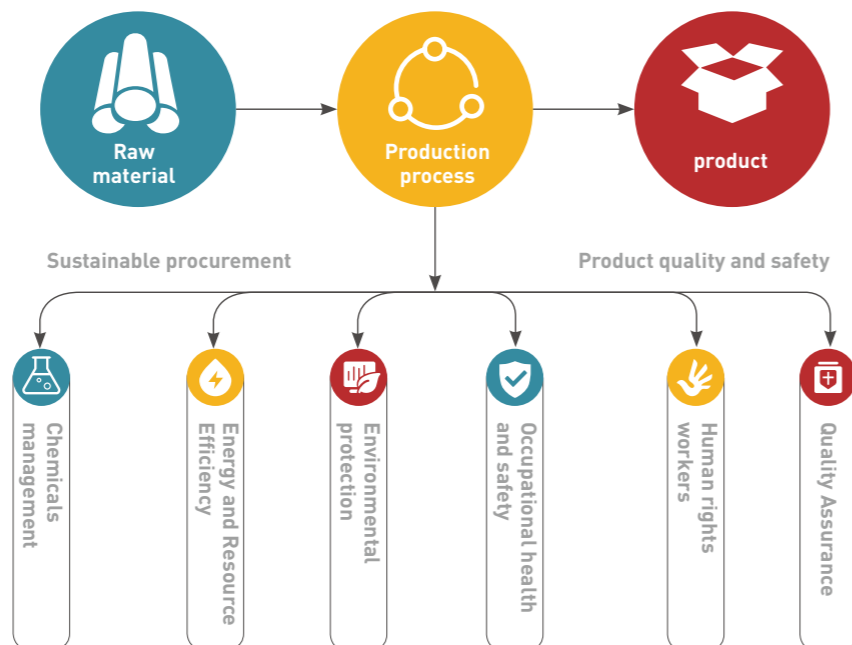 Raw
material
Production
process
product
Sustainable procurement
Product quality and safety
Chemicals
management
Energy and Resource
Efficiency
Environmental
protection
Occupational health
and safety
Human rights
workers
Quality Assurance